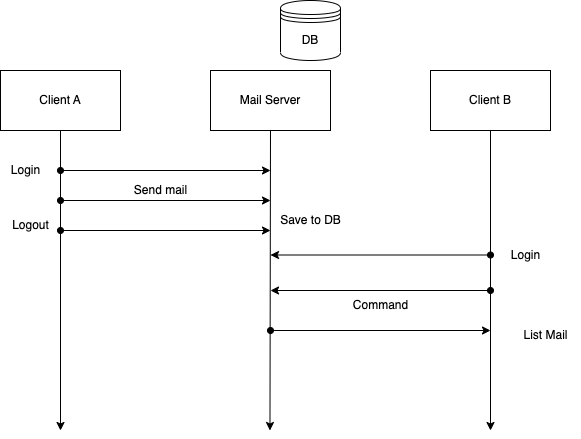 DB
Client A
Mail Server
Client B
Login
Send mail
Logout
Save to DB
Login
Command
List Mail